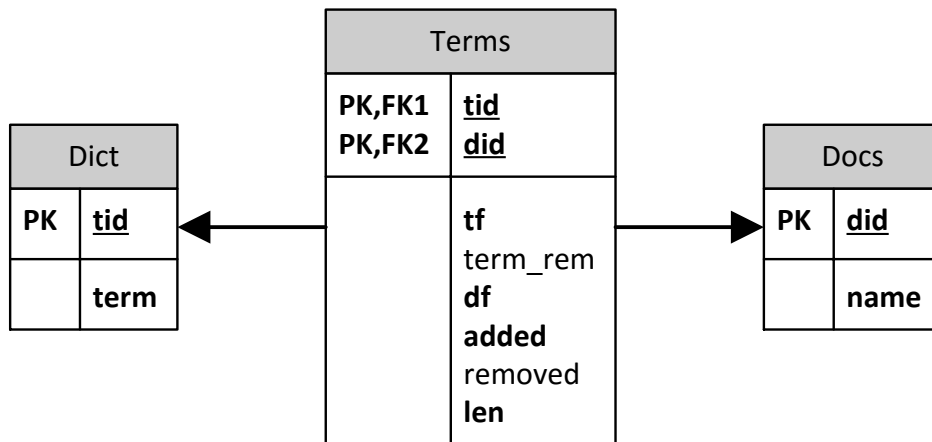 Terms
PK,FK1 tid
PK,FK2 did
tf
term_rem
df
added
removed
len
Dict
PK tid
term
Docs
PK did
name